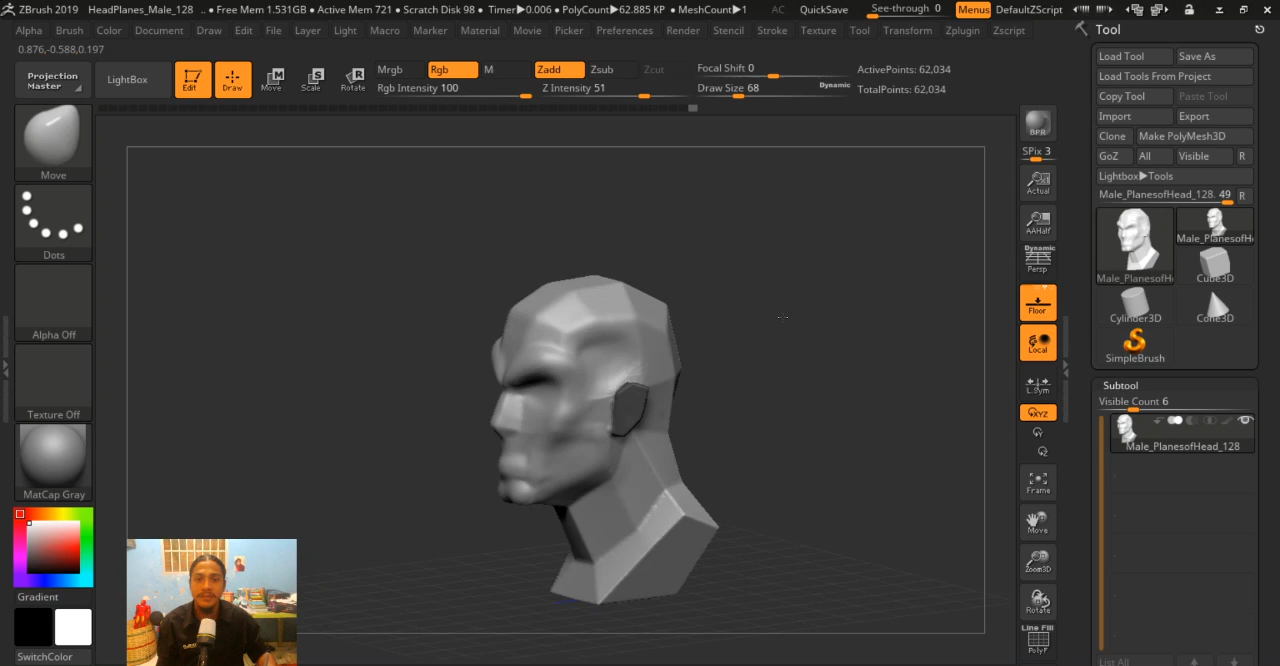 ZBrush 2019 HeadPlanes_Male_128 .. • Free Mem 1.531GB • Active Mem 721 • Scratch Disk 98 • Timer▶0.006 • PolyCount▶62.885 KP • MeshCount▶1 AC QuickSave See-through 0 Menus DefaultZScript
Alpha Brush Color Document Draw Edit File Layer Light Macro Marker Material Movie Picker Preferences Render Stencil Stroke Texture Tool Transform Zplugin Zscript
0.876,-0.588,0.197
Projection Master
LightBox
Edit
Draw
Move
Scale
Rotate
Mrgb Rgb M Zadd Zsub Zcut
Rgb Intensity 100 Z Intensity 51
Focal Shift 0
Draw Size 68 Dynamic
ActivePoints: 62,034
TotalPoints: 62,034
Move
Dots
Alpha Off
Texture Off
MatCap Gray
Gradient
SwitchColor
BPR
SPix 3
Actual
AAHalf
Dynamic
Persp
Floor
Local
L.Sym
XYZ
Frame
Move
Zoom3D
Rotate
Line Fill
PolyF
Tool
Load Tool Save As
Load Tools From Project
Copy Tool Paste Tool
Import Export
Clone Make PolyMesh3D
GoZ All Visible R
Lightbox▶Tools
Male_PlanesofHead_128. 49 R
Male_PlanesofHe
Male_PlanesofHe
Cube3D
Cylinder3D
Cone3D
SimpleBrush
Subtool
Visible Count 6
Male_PlanesofHead_128
List All